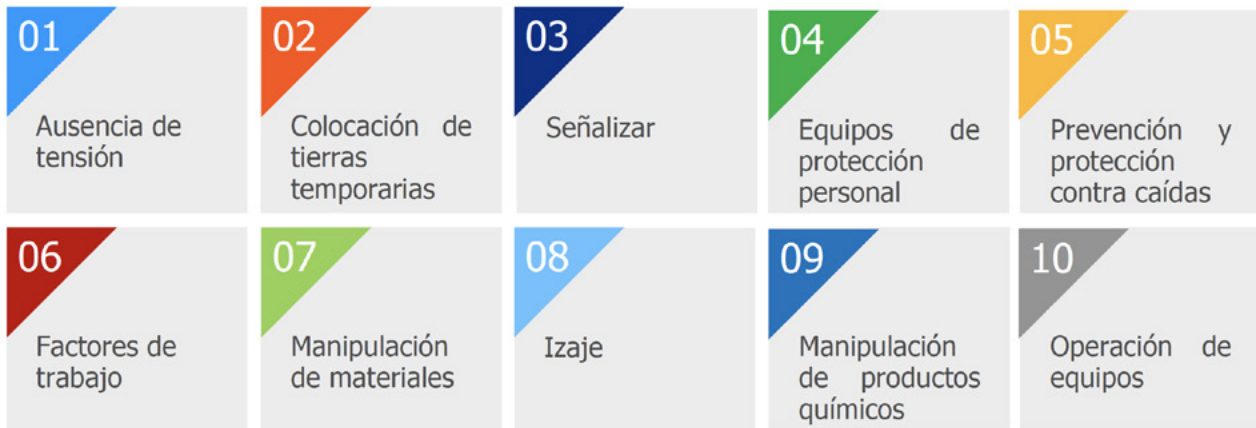 01
Ausencia de
tensión
02
Colocación de
tierras
temporarias
03
Señalizar
04
Equipos de
protección
personal
05
Prevención y
protección
contra caídas
06
Factores de
trabajo
07
Manipulación
de materiales
08
Izaje
09
Manipulación
de productos
químicos
10
Operación de
equipos